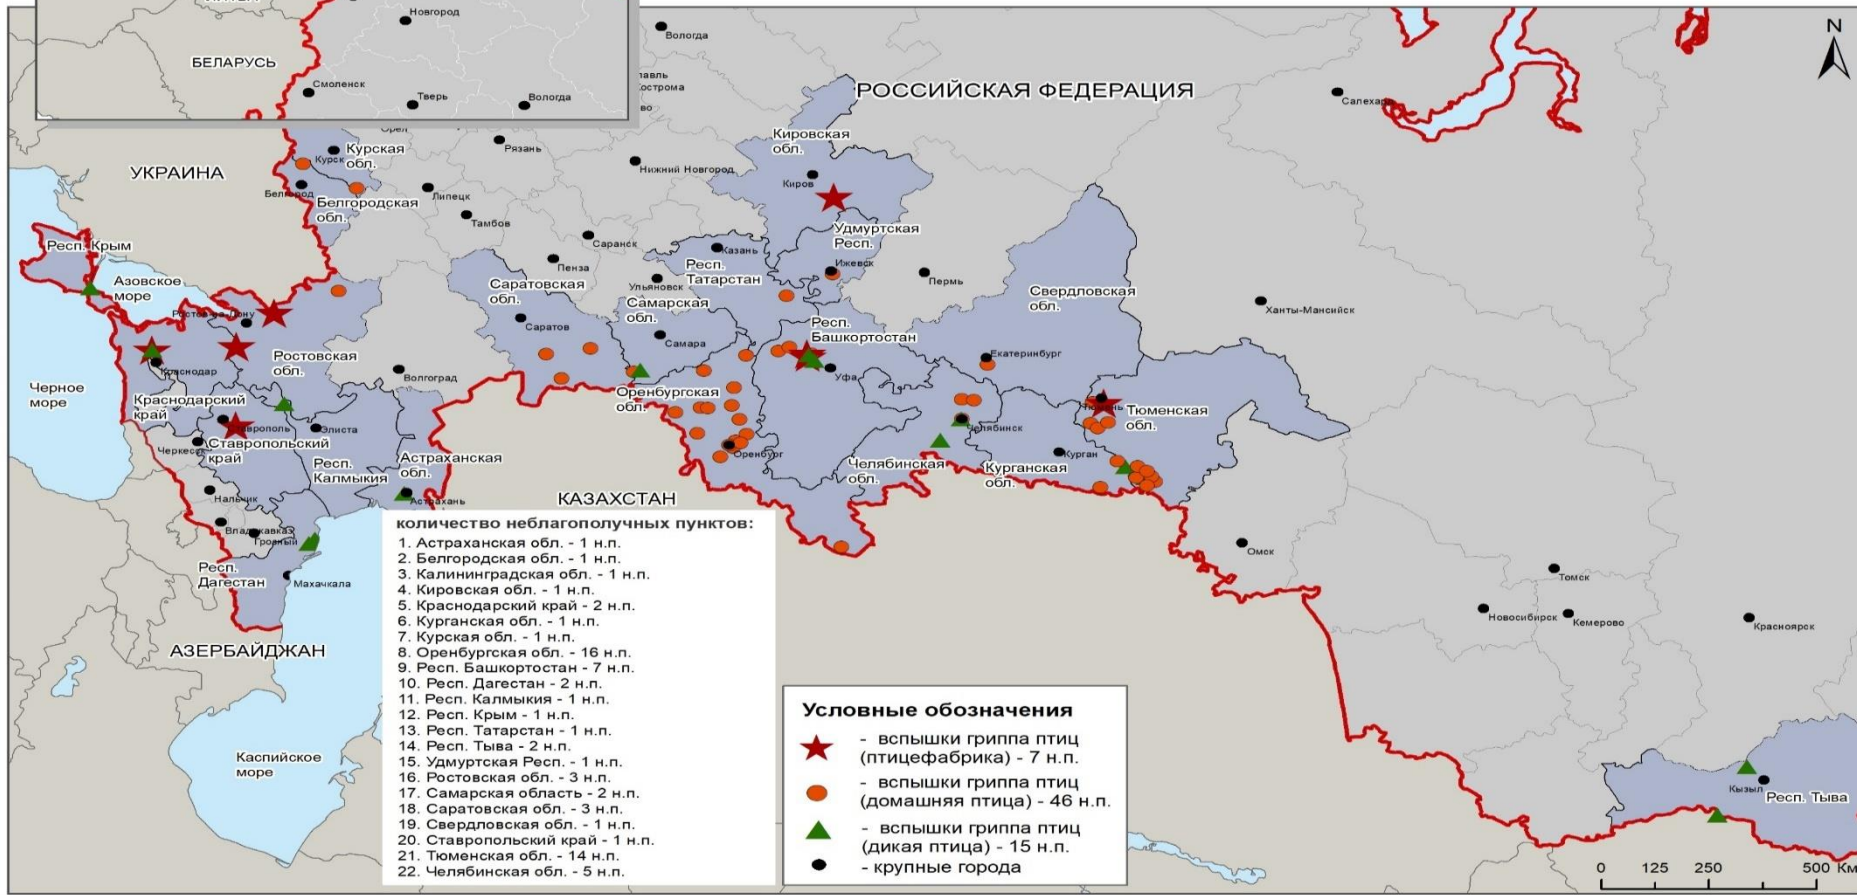 Новгород
БЕЛАРУСЬ
Смоленск
Тверь
Вологда
Вологда
РОССИЙСКАЯ ФЕДЕРАЦИЯ
N
Салехард
УКРАИНА
Курск
Курская
обл.
Рязань
Нижний Новгород
Кировская
обл.
Киров
Белгород
Белгородская
обл.
Липецк
Тамбов
Саранск
Пенза
Казань
Респ.
Татарстан
Удмуртская
Респ.
Ижевск
Пермь
Респ. Крым
Азовское
море
Саратовская
обл.
Саратов
Ульяновск
Самарская
обл.
Самара
Свердловская
обл.
Ханты-Мансийск
Ростов-на-Дону
Ростовская
обл.
Респ.
Башкортостан
Уфа
Екатеринбург
Черное
море
Краснодар
Краснодарский
край
Волгоград
Оренбургская
обл.
Оренбург
Тюмень
Тюменская
обл.
Ставрополь
Ставропольский
край
Элиста
Черкесск
Респ.
Калмыкия
Астраханская
обл.
Астрахань
КАЗАХСТАН
Челябинск
Челябинская
обл.
Курган
Курганская
обл.
Нальчик
Владикавказ
Грозный
Респ.
Дагестан
Махачкала
Омск
Томск
Новосибирск
Кемерово
Красноярск
АЗЕРБАЙДЖАН
Каспийское
море
количество неблагополучных пунктов:
1. Астраханская обл. - 1 н.п.
2. Белгородская обл. - 1 н.п.
3. Калининградская обл. - 1 н.п.
4. Кировская обл. - 1 н.п.
5. Краснодарский край - 2 н.п.
6. Курганская обл. - 1 н.п.
7. Курская обл. - 1 н.п.
8. Оренбургская обл. - 16 н.п.
9. Респ. Башкортостан - 7 н.п.
10. Респ. Дагестан - 2 н.п.
11. Респ. Калмыкия - 1 н.п.
12. Респ. Крым - 1 н.п.
13. Респ. Татарстан - 1 н.п.
14. Респ. Тыва - 2 н.п.
15. Удмуртская Респ. - 1 н.п.
16. Ростовская обл. - 3 н.п.
17. Самарская область - 2 н.п.
18. Саратовская обл. - 3 н.п.
19. Свердловская обл. - 1 н.п.
20. Ставропольский край - 1 н.п.
21. Тюменская обл. - 14 н.п.
22. Челябинская обл. - 5 н.п.
Условные обозначения
- вспышки гриппа птиц
(птицефабрика) - 7 н.п.
- вспышки гриппа птиц
(домашняя птица) - 46 н.п.
- вспышки гриппа птиц
(дикая птица) - 15 н.п.
- крупные города
Кызыл
Респ. Тыва
0 125 250 500 Км